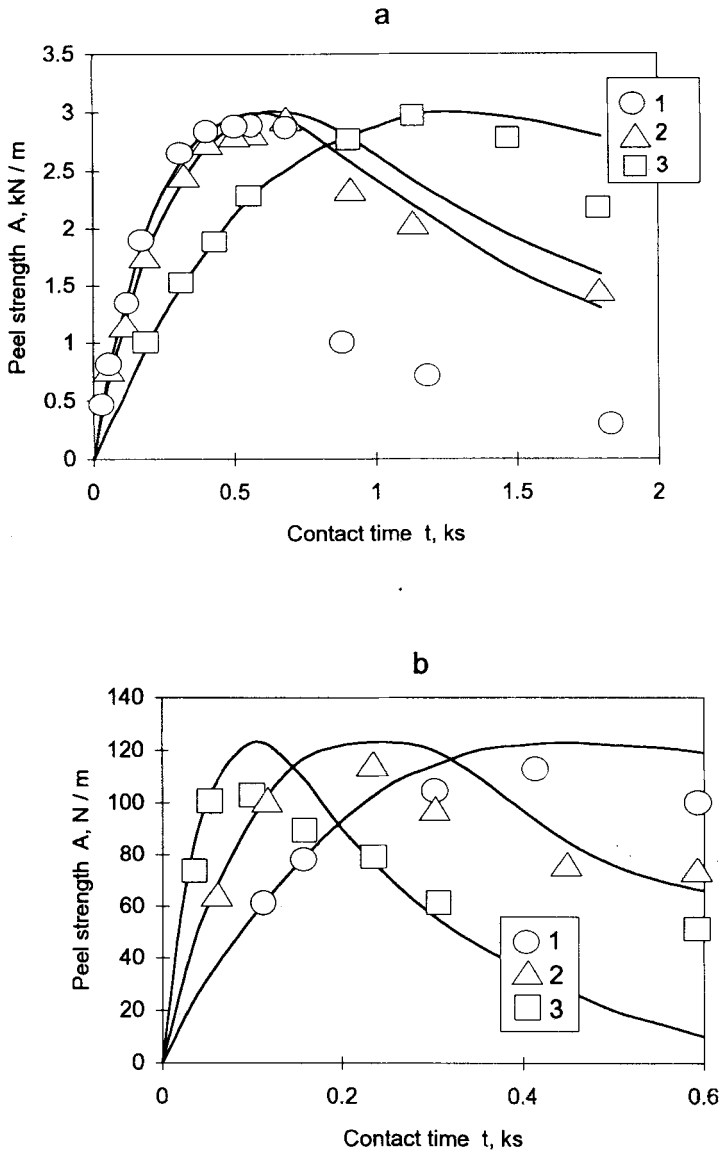 a
3.5
3
2.5
2
1.5
1
0.5
0
0 0.5 1 1.5 2
Peel strength A, kN / m
Contact time t, ks
1
2
3
b
140
120
100
80
60
40
20
0
0 0.2 0.4 0.6
Peel strength A, N / m
Contact time t, ks
1
2
3